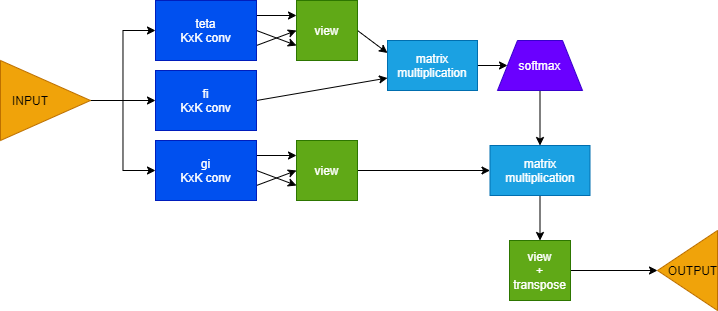 INPUT
teta
KxK conv
view
fi
KxK conv
gi
KxK conv
view
matrix
multiplication
softmax
matrix
multiplication
view
+
transpose
OUTPUT